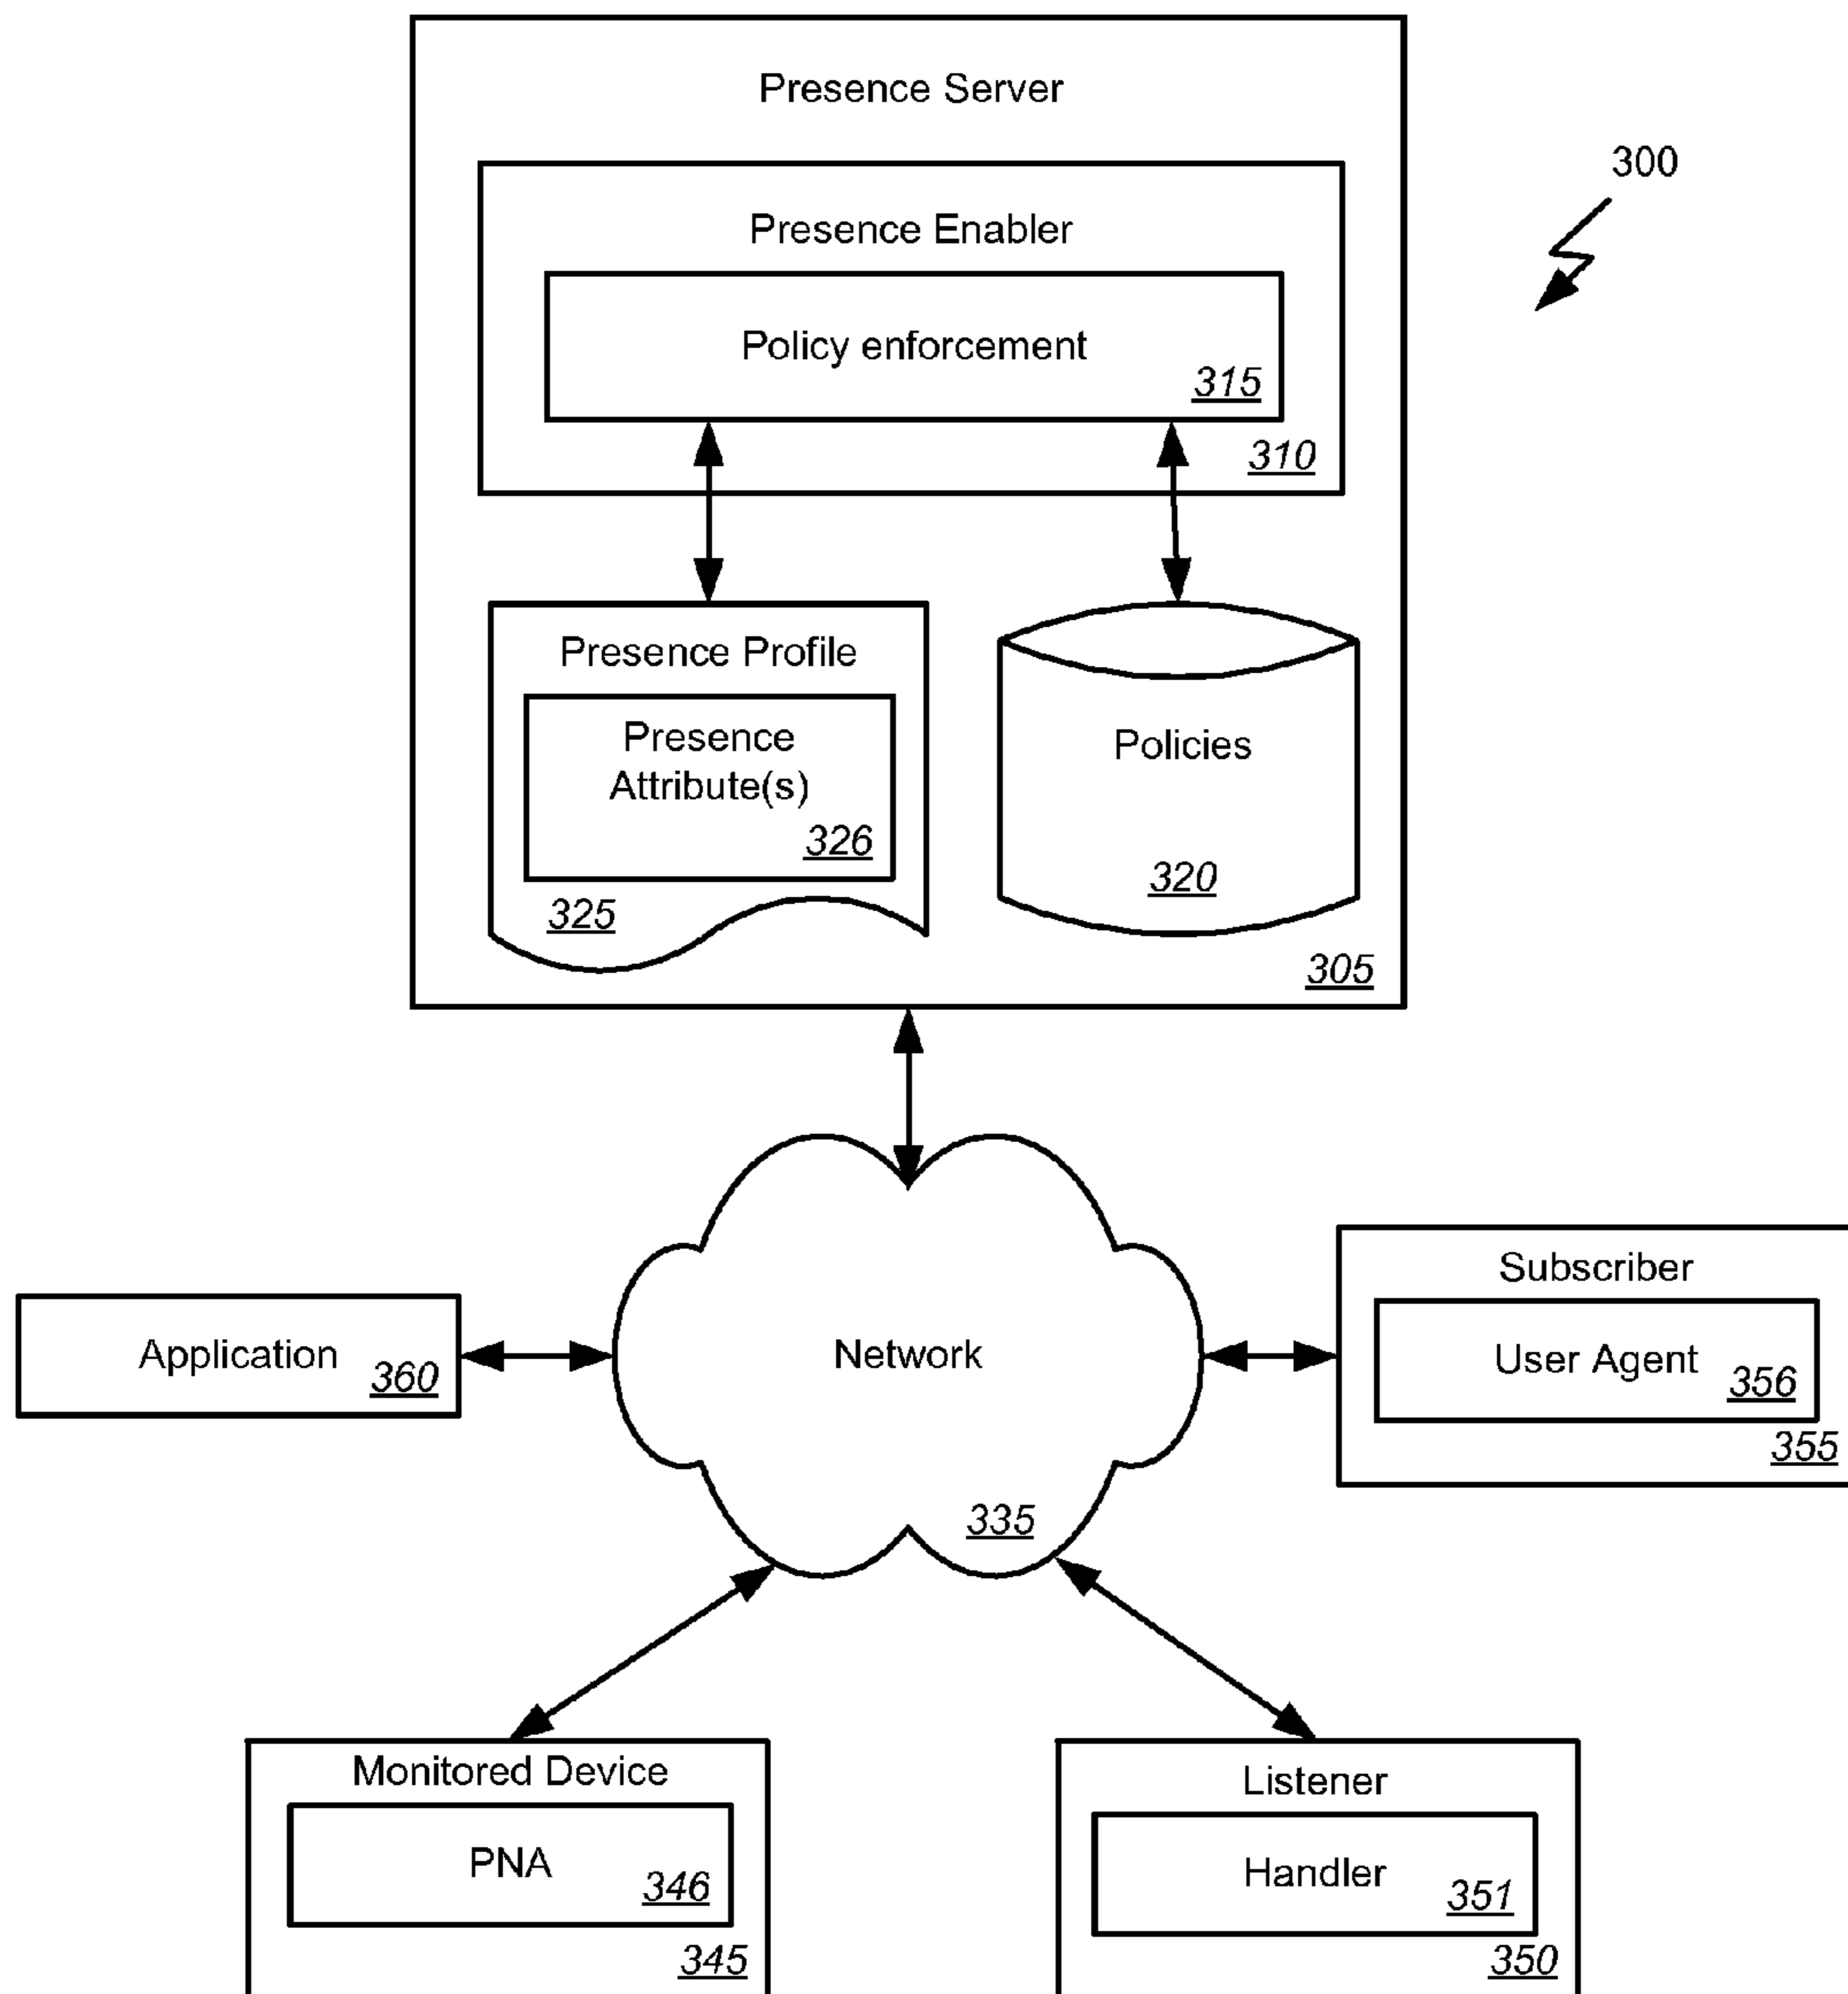 Presence Server
300
Presence Enabler
Policy enforcement
315
310
Presence Profile
Presence
Attribute(s)
326
325
Policies
320
305
Subscriber
User Agent
356
355
Application
360
Network
335
Monitored Device
PNA
346
345
Listener
Handler
351
350